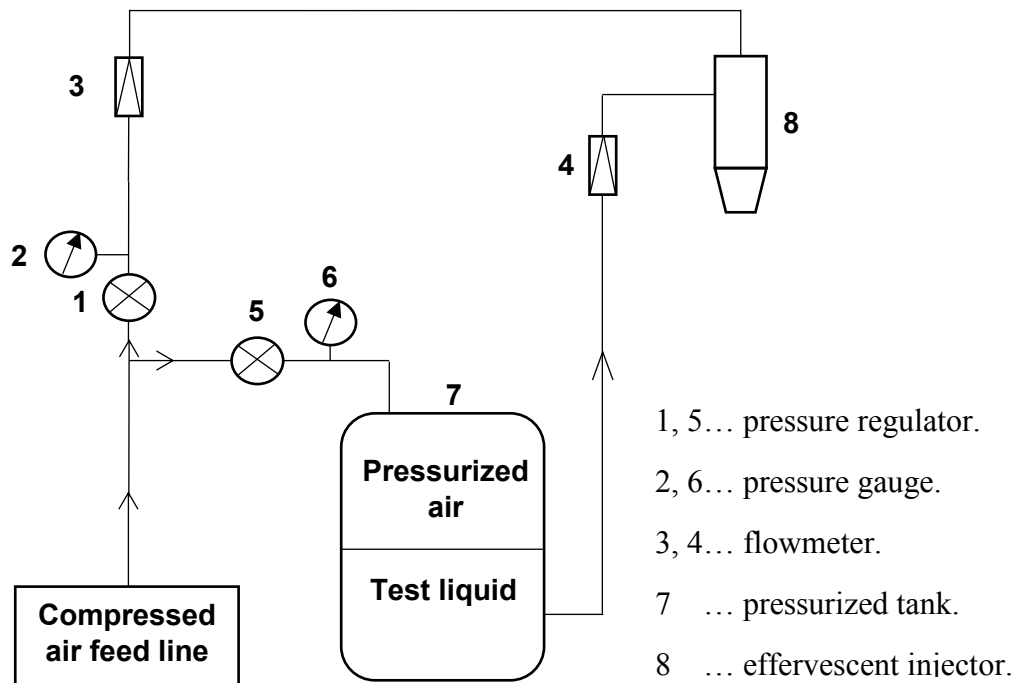 3
8
4
2
6
1
5
7
1, 5… pressure regulator.
Pressurized
air
2, 6… pressure gauge.
3, 4… flowmeter.
Test liquid
7 … pressurized tank.
Compressed
air feed line
8 … effervescent injector.